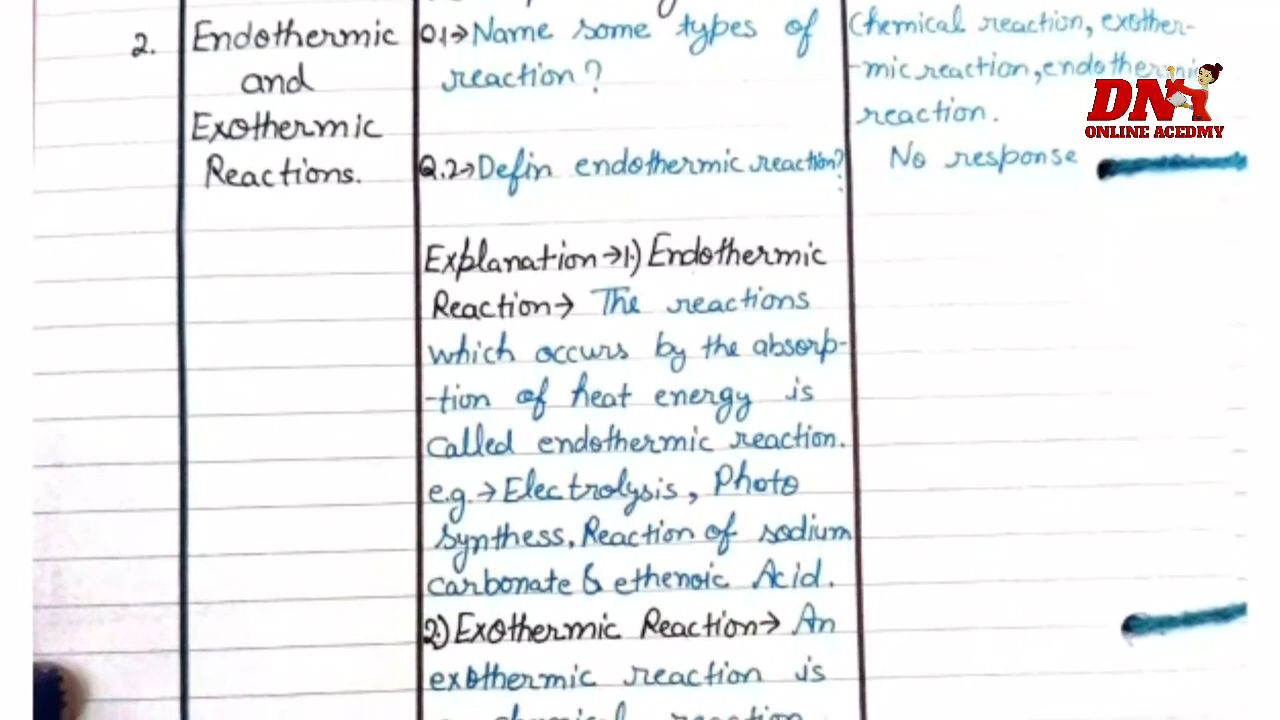 2.
Endothermic
and
Exothermic
Reactions.
Q.1→Name some types of
reaction?
Q.2→Defin endothermic reaction?
Explanation→1.) Endothermic
Reaction→ The reactions
which occurs by the absorp-
-tion of heat energy is
called endothermic reaction.
e.g.→Electrolysis, Photo
synthess, Reaction of sodium
carbonate & ethenoic Acid.
2.) Exothermic Reaction→ An
exothermic reaction is
chemical reaction
Chemical reaction, exother-
-mic reaction, endothermic
reaction.
No response
DN
ONLINE ACEDMY